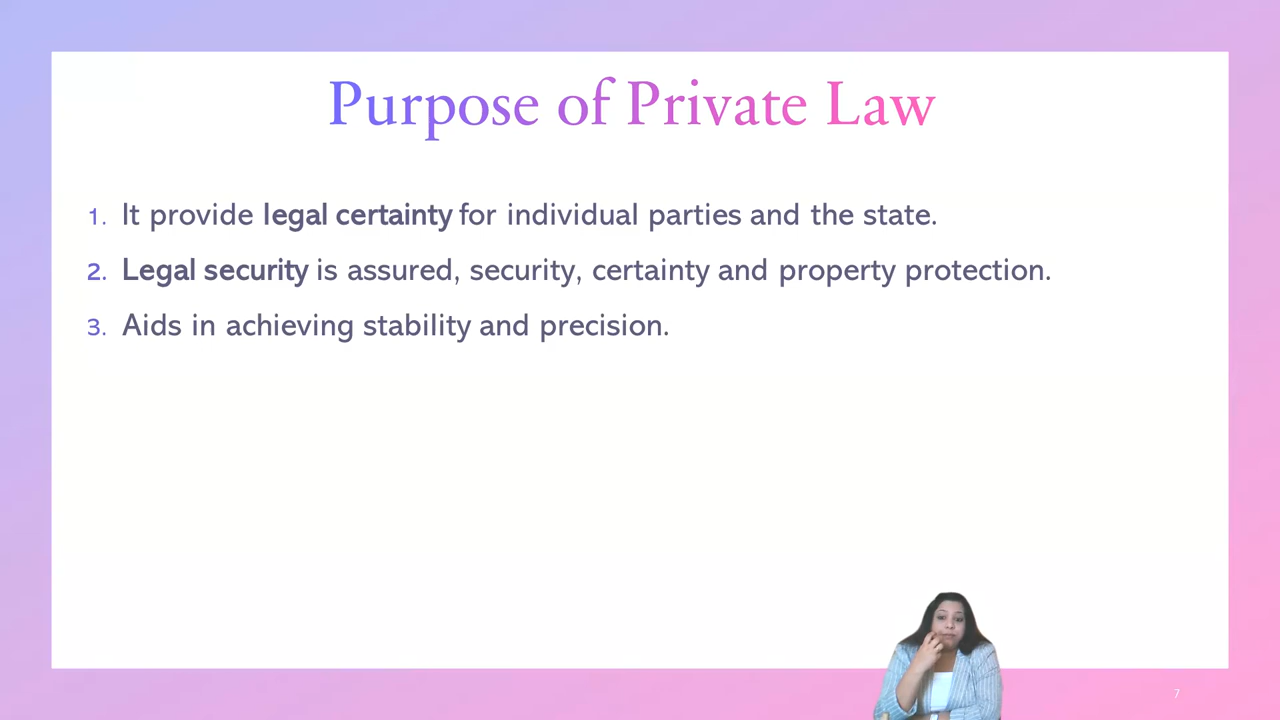 Purpose of Private Law
1. It provide legal certainty for individual parties and the state.
2. Legal security is assured, security, certainty and property protection.
3. Aids in achieving stability and precision.
7